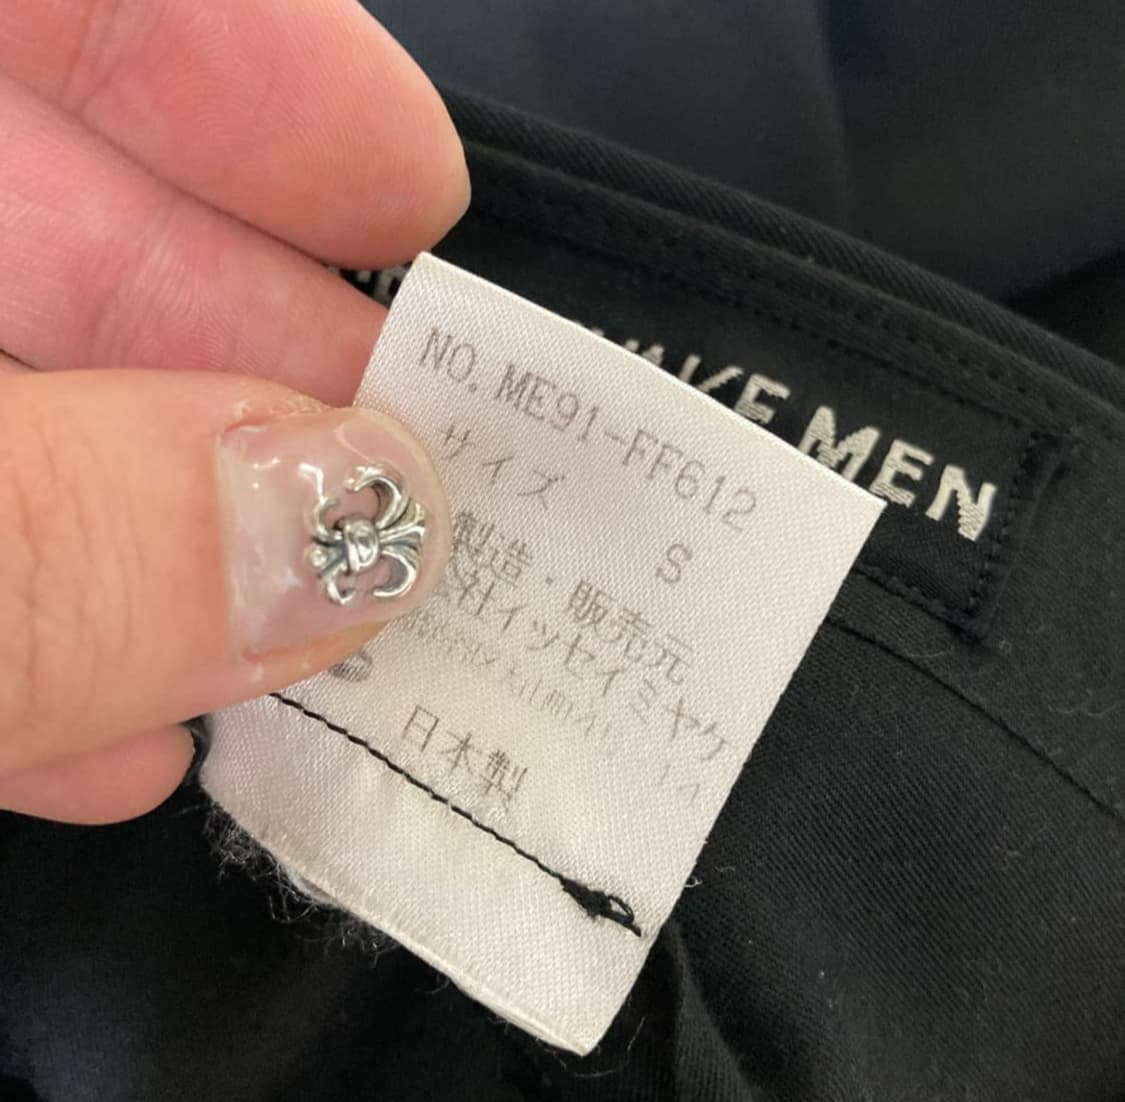 NO. ME91-FF612
サイズ S
製造・販売元
社イッセイミヤケ
日本製
MEN